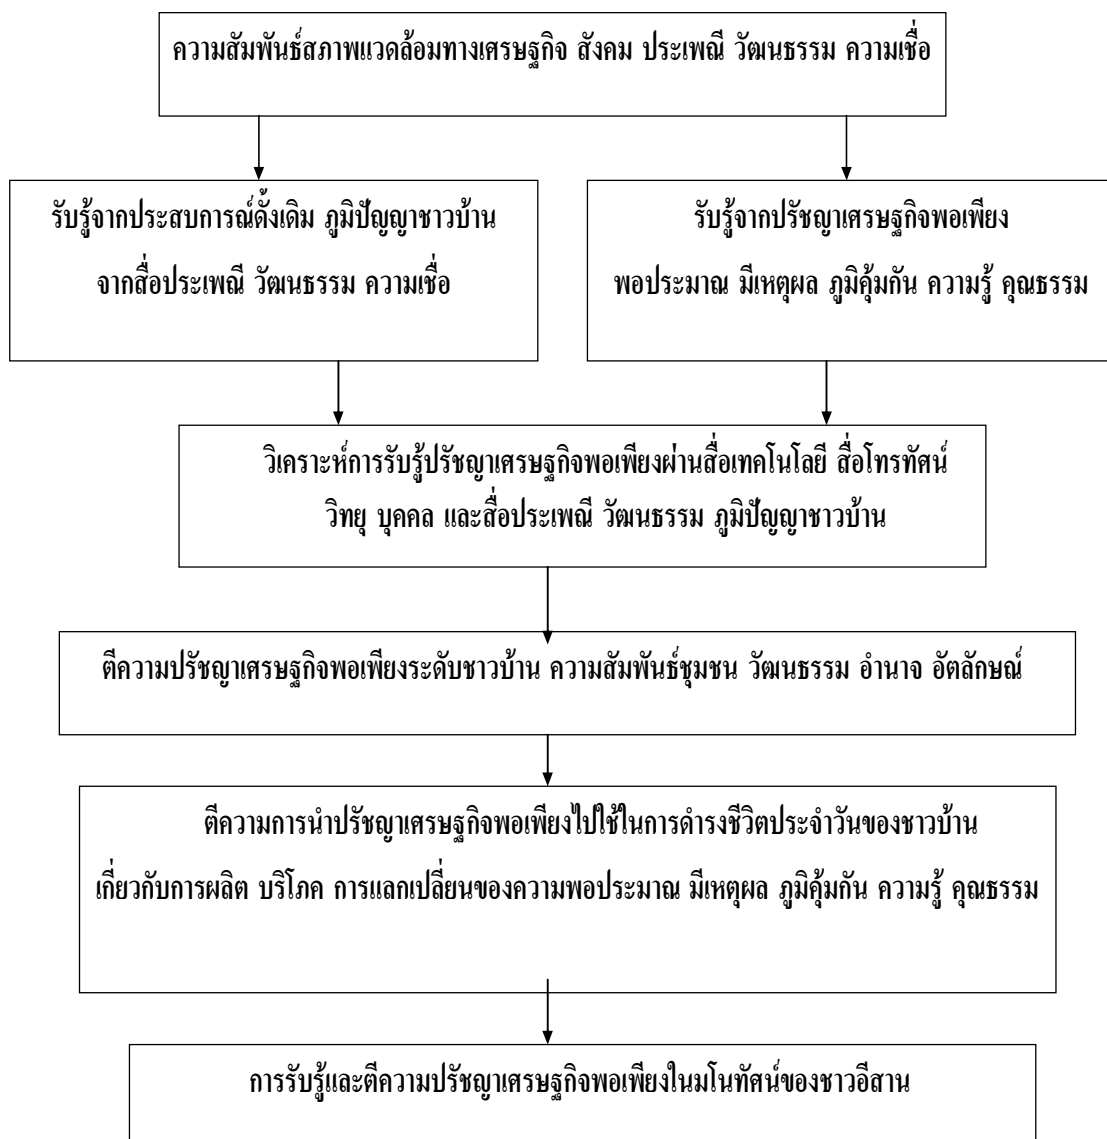 ความสัมพันธ์สภาพแวดล้อมทางเศรษฐกิจ สังคม ประเพณี วัฒนธรรม ความเชื่อ
รับรู้จากประสบการณ์ดั้งเดิม ภูมิปัญญาชาวบ้าน
จากสื่อประเพณี วัฒนธรรม ความเชื่อ
รับรู้จากปรัชญาเศรษฐกิจพอเพียง
พอประมาณ มีเหตุผล ภูมิคุ้มกัน ความรู้ คุณธรรม
วิเคราะห์การรับรู้ปรัชญาเศรษฐกิจพอเพียงผ่านสื่อเทคโนโลยี สื่อโทรทัศน์
วิทยุ บุคคล และสื่อประเพณี วัฒนธรรม ภูมิปัญญาชาวบ้าน
ตีความปรัชญาเศรษฐกิจพอเพียงระดับชาวบ้าน ความสัมพันธ์ชุมชน วัฒนธรรม อำนาจ อัตลักษณ์
ตีความการนำปรัชญาเศรษฐกิจพอเพียงไปใช้ในการดำรงชีวิตประจำวันของชาวบ้าน
เกี่ยวกับการผลิต บริโภค การแลกเปลี่ยนของความพอประมาณ มีเหตุผล ภูมิคุ้มกัน ความรู้ คุณธรรม
การรับรู้และตีความปรัชญาเศรษฐกิจพอเพียงในมโนทัศน์ของชาวอีสาน